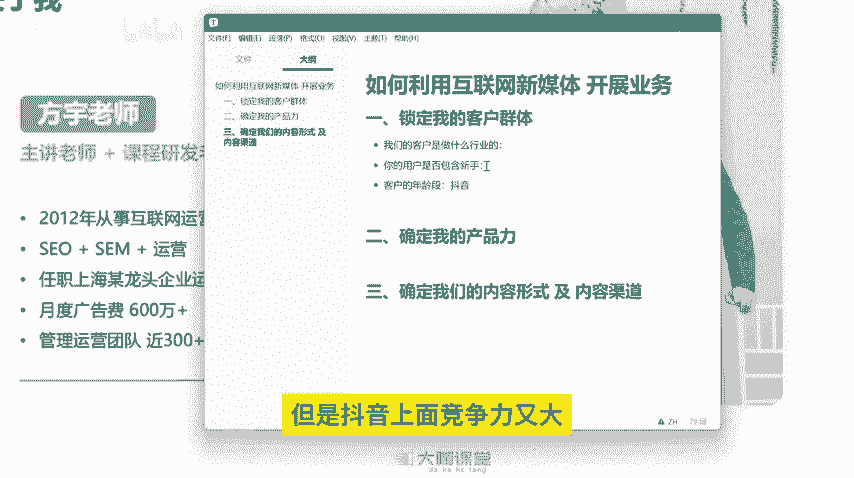 方宇老师
主讲老师 + 课程研发
• 2012年从事互联网运营
• SEO + SEM + 运营
• 任职上海某龙头企业运
• 月度广告费 600万+
• 管理运营团队 近300+
T
文件(F) 编辑(E) 段落(P) 格式(O) 视图(V) 主题(T) 帮助(H)
文件 大纲
如何利用互联网新媒体 开展业务
一、锁定我的客户群体
二、确定我的产品力
三、确定我们的内容形式 及
内容渠道
如何利用互联网新媒体 开展业务
一、锁定我的客户群体
• 我们的客户是做什么行业的:
• 你的用户是否包含新手:
• 客户的年龄段：抖音
二、确定我的产品力
三、确定我们的内容形式 及 内容渠道
ZH
但是抖音上面竞争力又大
大咖课堂
da ka ke tang